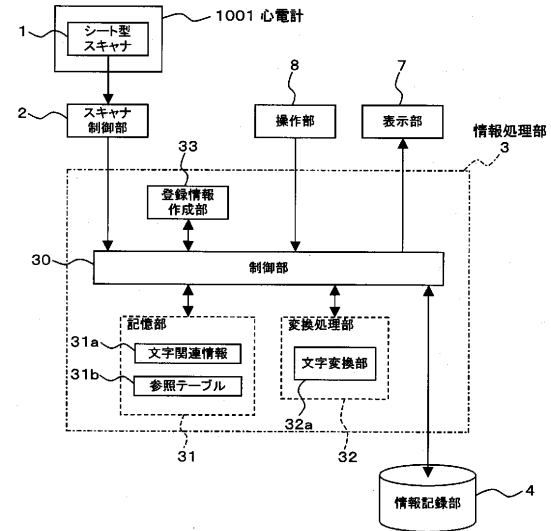 1001 心電計
1
シート型
スキャナ
2
スキャナ
制御部
8
操作部
7
表示部
情報処理部
3
33
登録情報
作成部
30
制御部
記憶部
31a
文字関連情報
31b
参照テーブル
31
変換処理部
文字変換部
32a
32
情報記録部
4